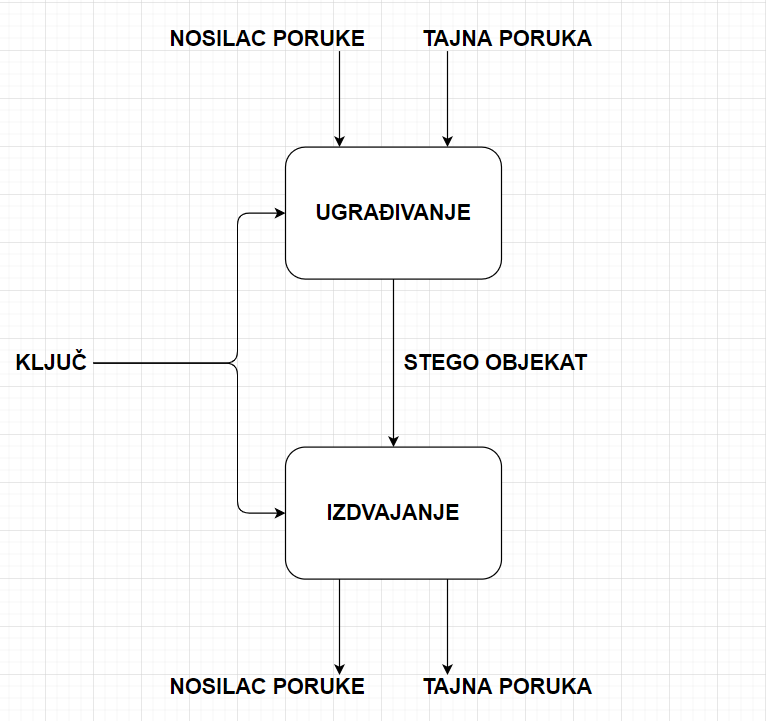 NOSILAC PORUKE
TAJNA PORUKA
UGRAĐIVANJE
KLJUČ
STEGO OBJEKAT
IZDVAJANJE
NOSILAC PORUKE
TAJNA PORUKA